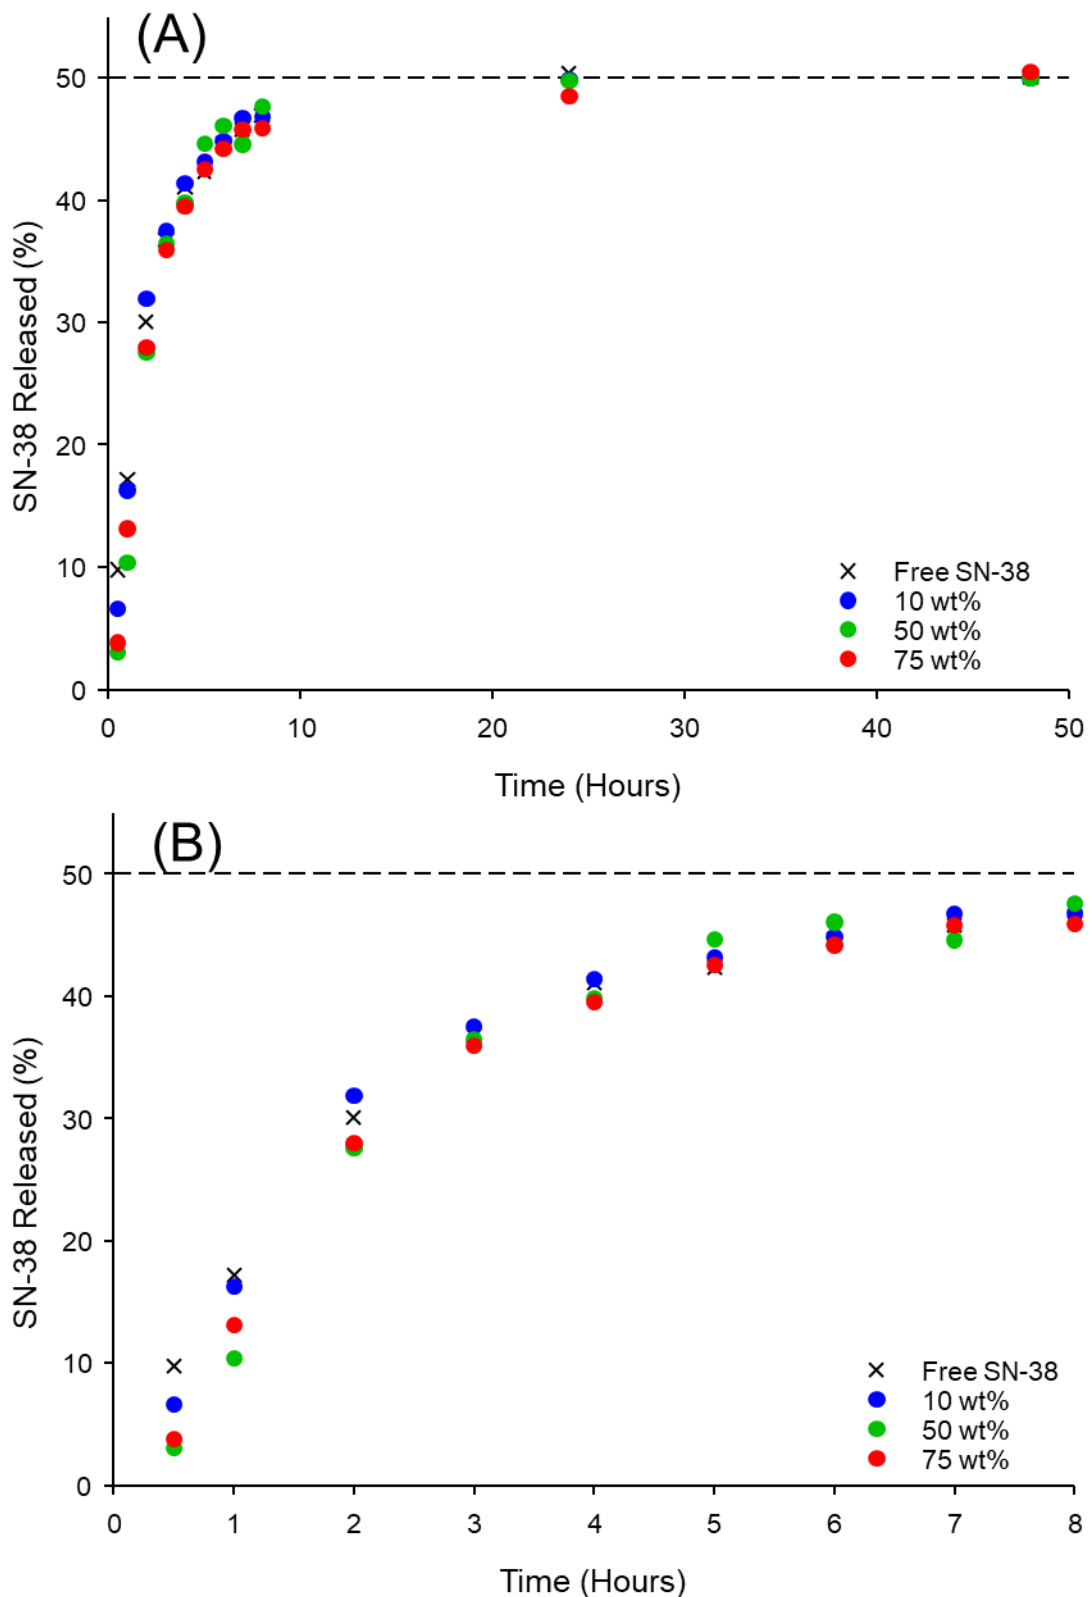 (A)
50
40
30
20
10
0
SN-38 Released (%)
Free SN-38
10 wt%
50 wt%
75 wt%
0 10 20 30 40 50
Time (Hours)
(B)
50
40
30
20
10
0
SN-38 Released (%)
Free SN-38
10 wt%
50 wt%
75 wt%
0 1 2 3 4 5 6 7 8
Time (Hours)